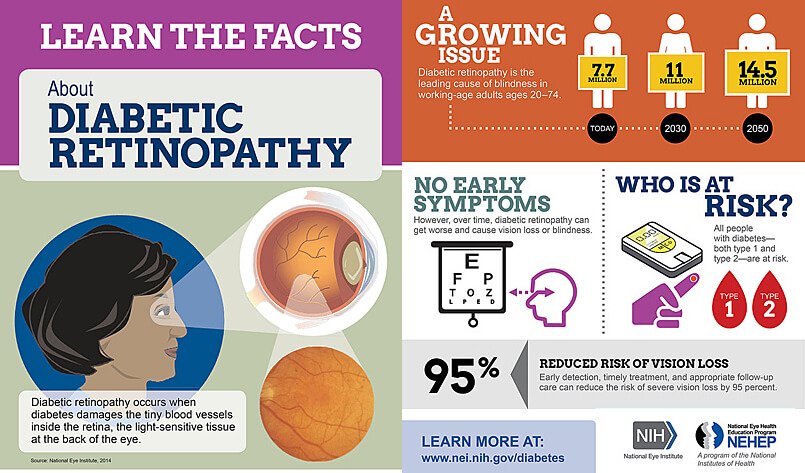 LEARN THE FACTS
About
DIABETIC
RETINOPATHY
Diabetic retinopathy occurs when
diabetes damages the tiny blood vessels
inside the retina, the light-sensitive tissue
at the back of the eye.
Source: National Eye Institute, 2014
A
GROWING
ISSUE
Diabetic retinopathy is the
leading cause of blindness in
working-age adults ages 20–74.
7.7
MILLION
11
MILLION
14.5
MILLION
TODAY
2030
2050
NO EARLY
SYMPTOMS
However, over time, diabetic retinopathy can
get worse and cause vision loss or blindness.
E
F P
T O Z
L P E D
WHO IS AT
RISK?
All people
with diabetes—
both type 1 and
type 2—are at risk.
TYPE
1
TYPE
2
95%
REDUCED RISK OF VISION LOSS
Early detection, timely treatment, and appropriate follow-up
care can reduce the risk of severe vision loss by 95 percent.
LEARN MORE AT:
www.nei.nih.gov/diabetes
NIH
National Eye Institute
National Eye Health
Education Program
NEHEP
A program of the National
Institutes of Health